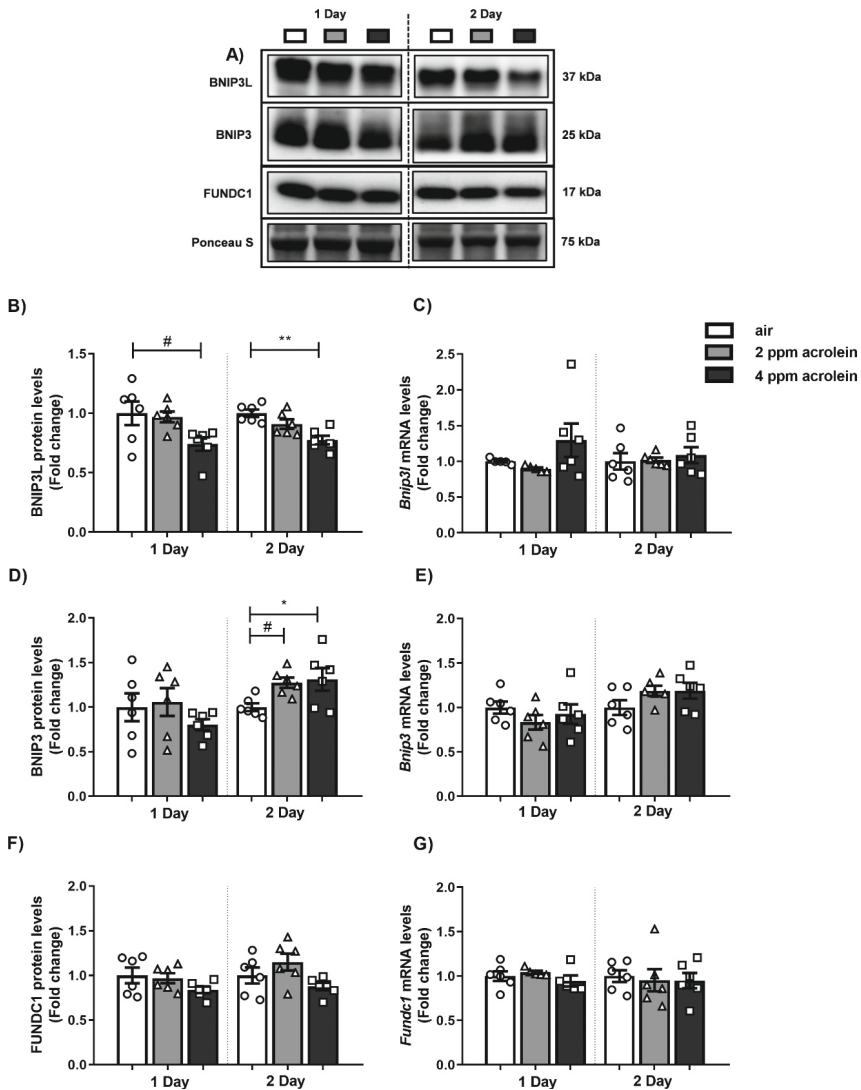 1 Day 2 Day
A)
BNIP3L 37 kDa
BNIP3 25 kDa
FUNDC1 17 kDa
Ponceau S 75 kDa
air
2 ppm acrolein
4 ppm acrolein
B)
BNIP3L protein levels
(Fold change)
1.5
1.0
0.5
0.0
# **
1 Day 2 Day
C)
Bnip3l mRNA levels
(Fold change)
2.5
2.0
1.5
1.0
0.5
0.0
1 Day 2 Day
D)
BNIP3 protein levels
(Fold change)
2.0
1.5
1.0
0.5
0.0
*
#
1 Day 2 Day
E)
Bnip3 mRNA levels
(Fold change)
2.0
1.5
1.0
0.5
0.0
1 Day 2 Day
F)
FUNDC1 protein levels
(Fold change)
2.0
1.5
1.0
0.5
0.0
1 Day 2 Day
G)
Fundc1 mRNA levels
(Fold change)
2.0
1.5
1.0
0.5
0.0
1 Day 2 Day